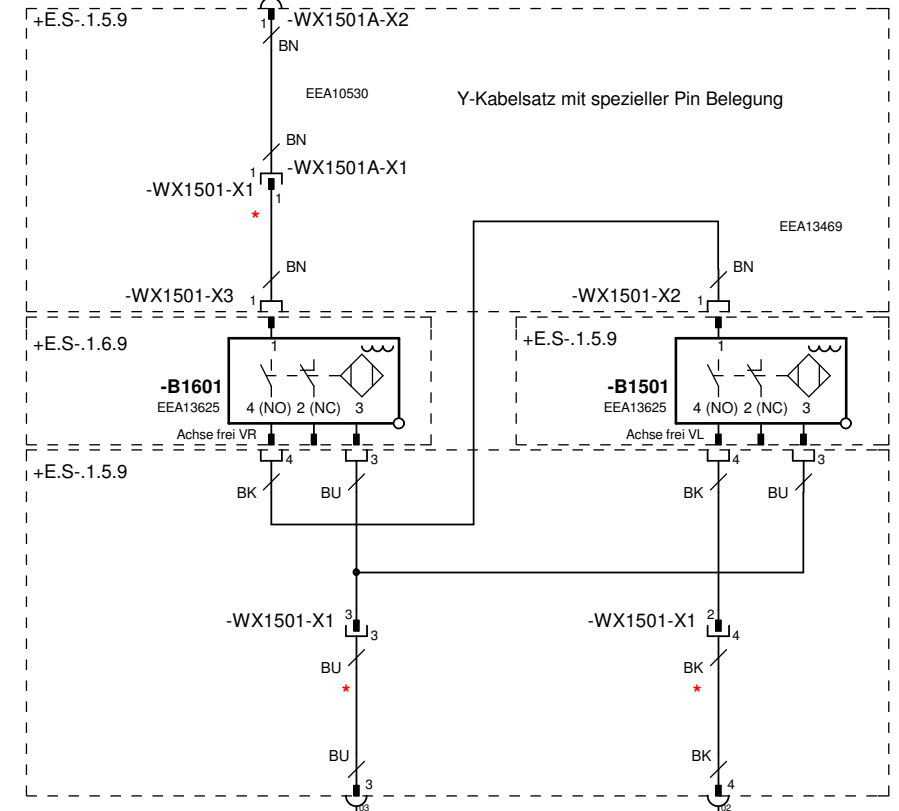 +E.S-.1.5.9
1 -WX1501A-X2
BN
EEA10530
Y-Kabelsatz mit spezieller Pin Belegung
BN
1 -WX1501A-X1
-WX1501-X1 1
*
EEA13469
BN
BN
-WX1501-X3 1
-WX1501-X2 1
+E.S-.1.6.9
1
-B1601
EEA13625
4 (NO) 2 (NC) 3
Achse frei VR
+E.S-.1.5.9
1
-B1501
EEA13625
4 (NO) 2 (NC) 3
Achse frei VL
+E.S-.1.5.9
4 3
4 3
BK BU
BK BU
-WX1501-X1 3
3
-WX1501-X1 2
4
BU
BK
*
*
BU
BK
3
4
03
02